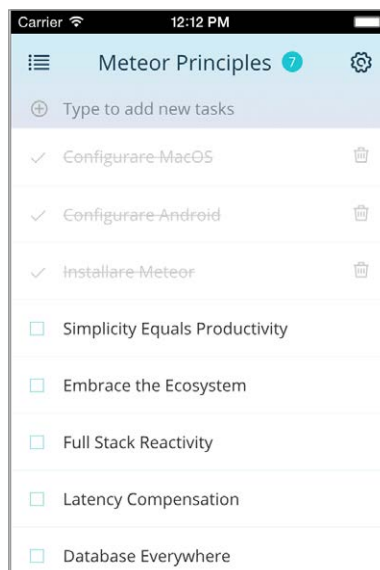 Carrier 12:12 PM
Meteor Principles 7
Type to add new tasks
Configurare MacOS
Configurare Android
Installare Meteor
Simplicity Equals Productivity
Embrace the Ecosystem
Full Stack Reactivity
Latency Compensation
Database Everywhere